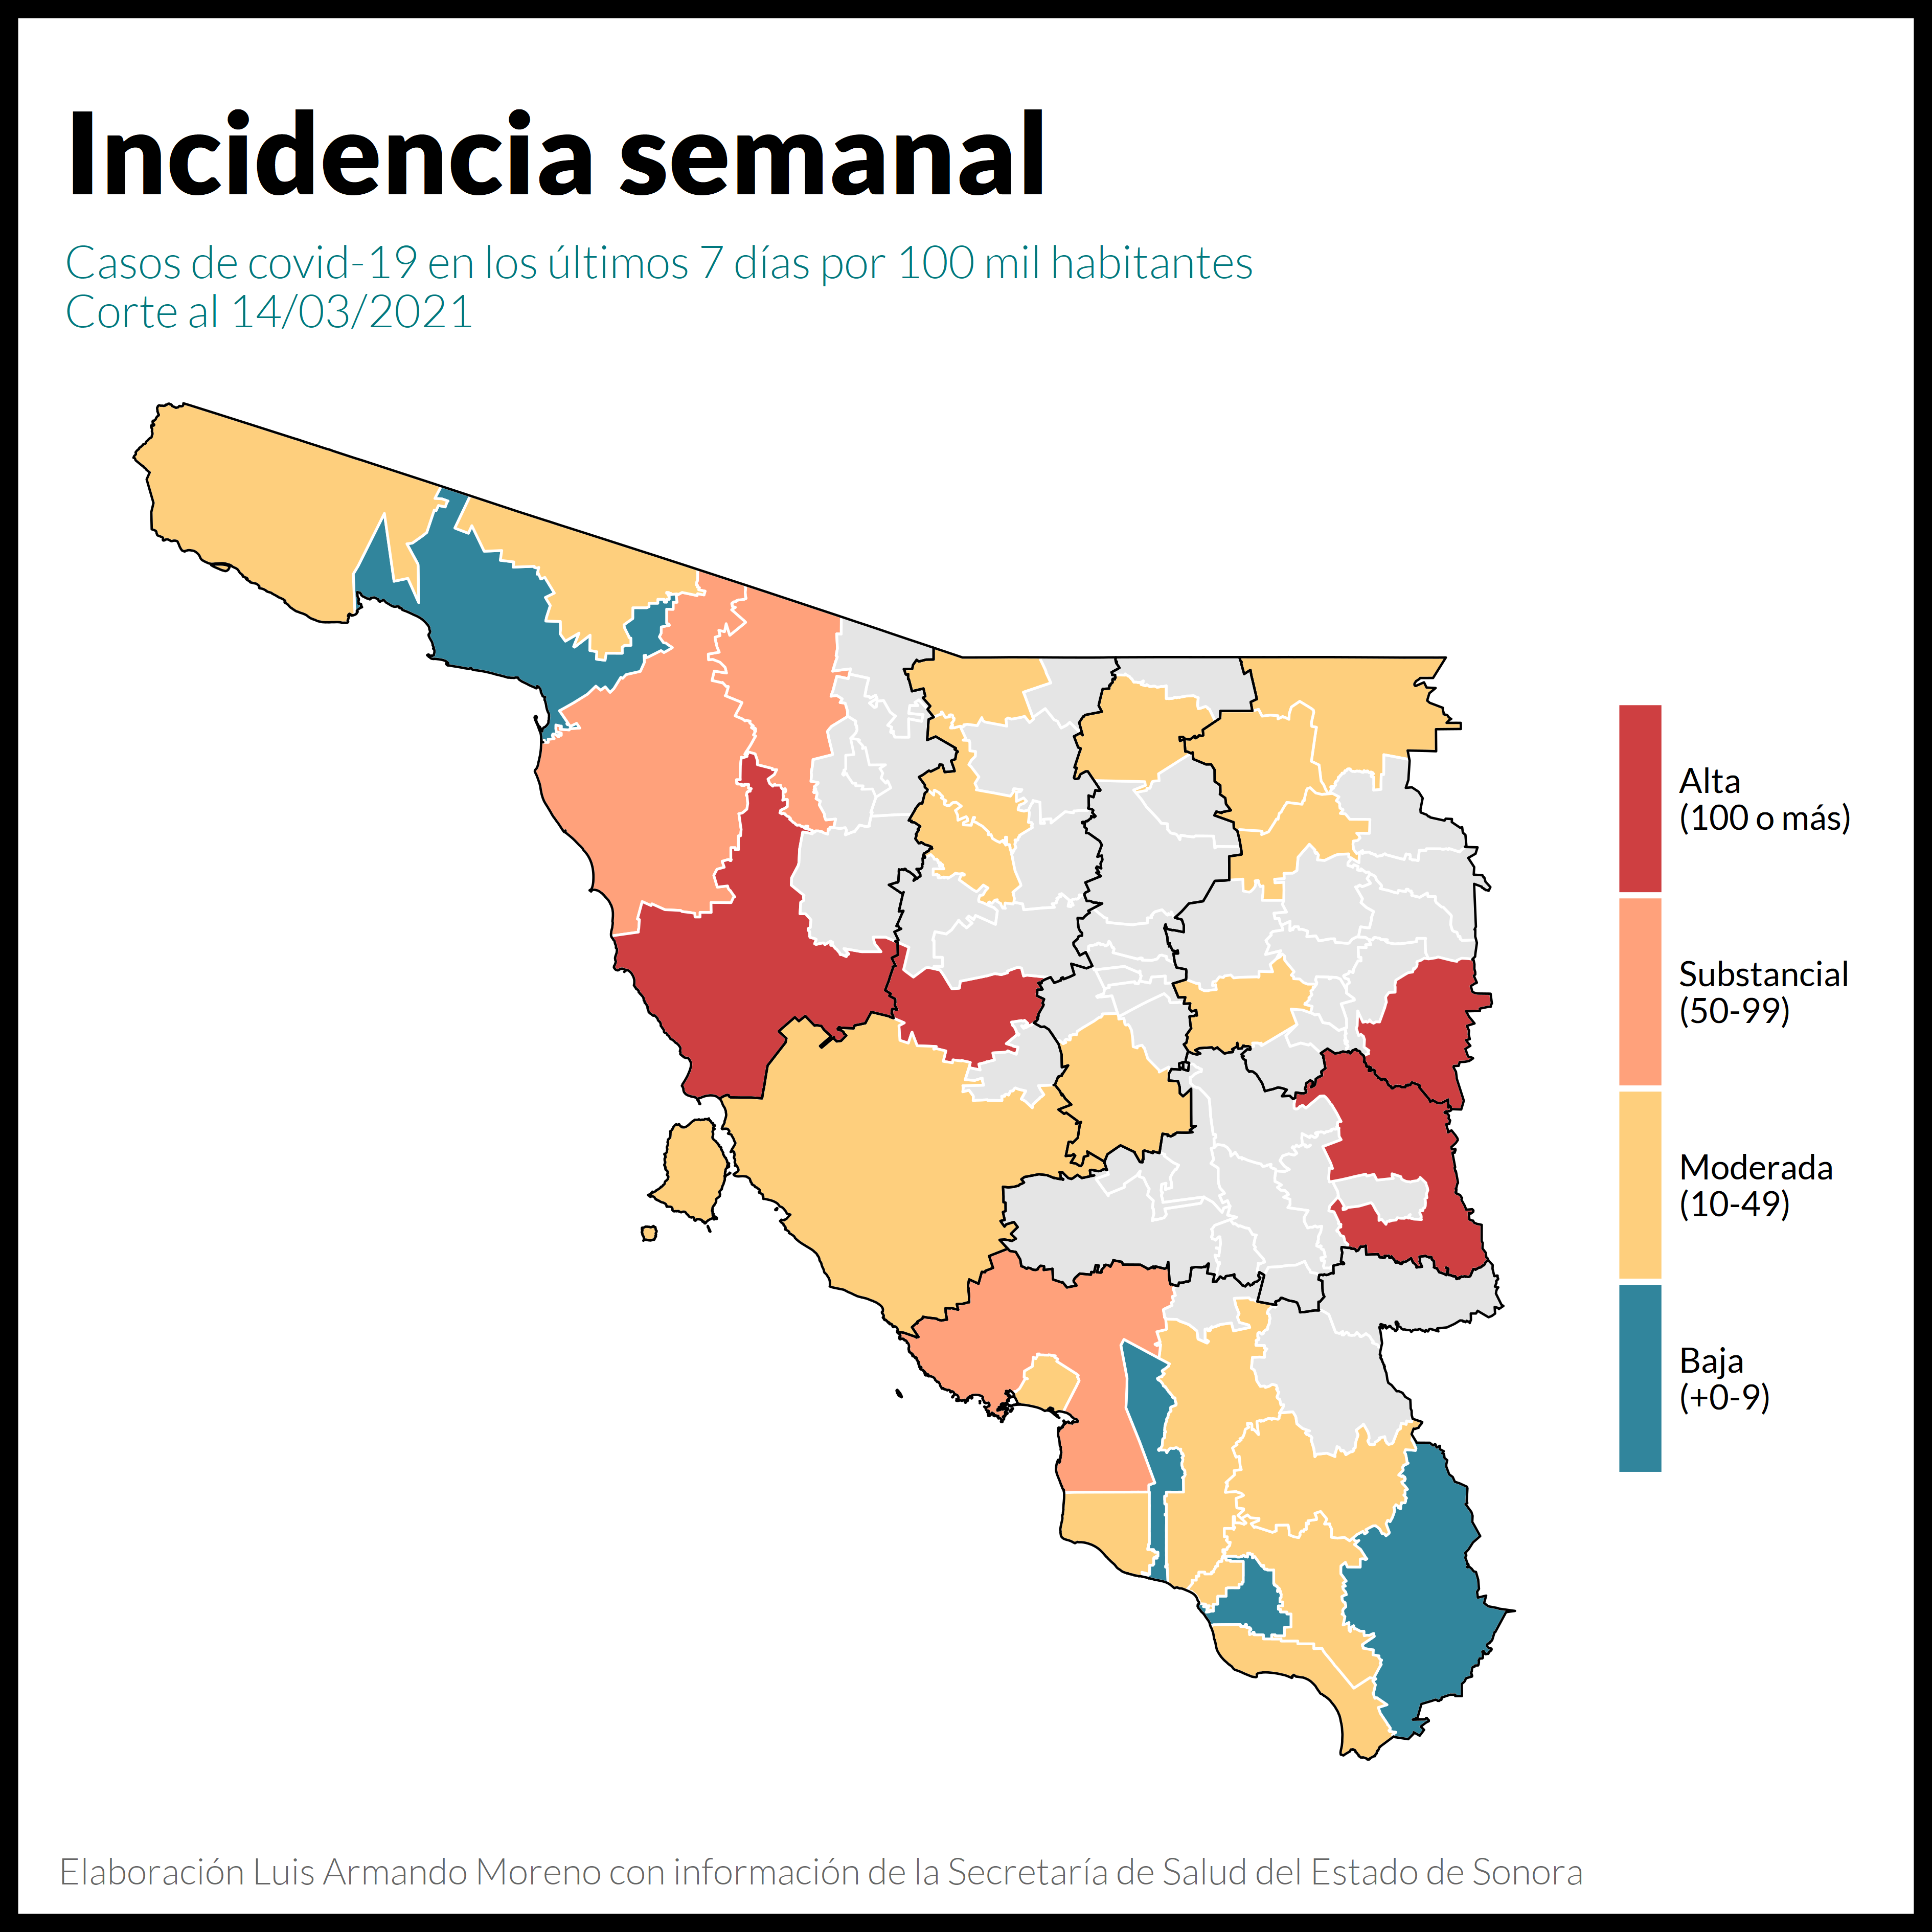 Incidencia semanal
Casos de covid-19 en los últimos 7 días por 100 mil habitantes
Corte al 14/03/2021
Alta
(100 o más)
Substancial
(50-99)
Moderada
(10-49)
Baja
(+0-9)
Elaboración Luis Armando Moreno con información de la Secretaría de Salud del Estado de Sonora